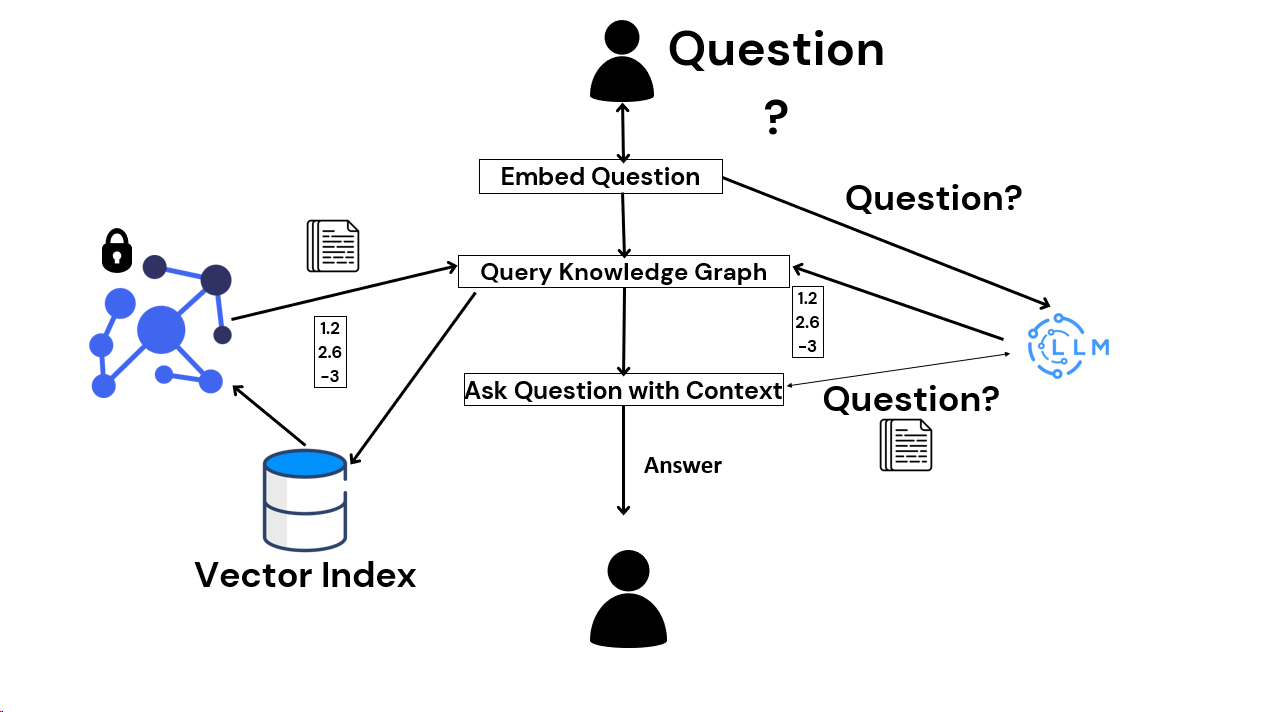 Question
?
Embed Question
Question?
Query Knowledge Graph
1.2
2.6
-3
1.2
2.6
-3
LLM
Ask Question with Context
Question?
Answer
Vector Index